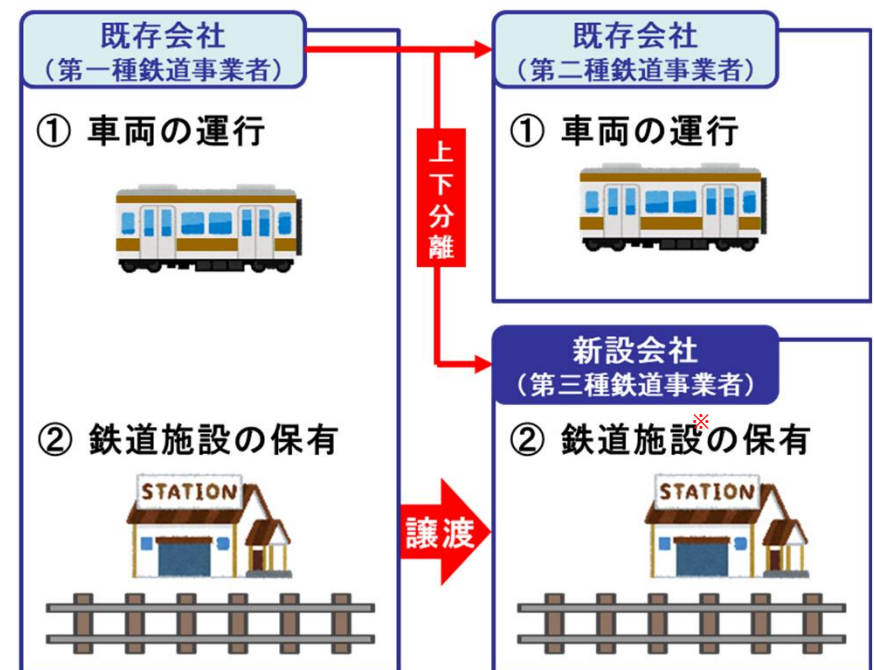 既存会社
（第一種鉄道事業者）
① 車両の運行
② 鉄道施設の保有
STATION
上下分離
譲渡
既存会社
（第二種鉄道事業者）
① 車両の運行
新設会社
（第三種鉄道事業者）
※
② 鉄道施設の保有
STATION